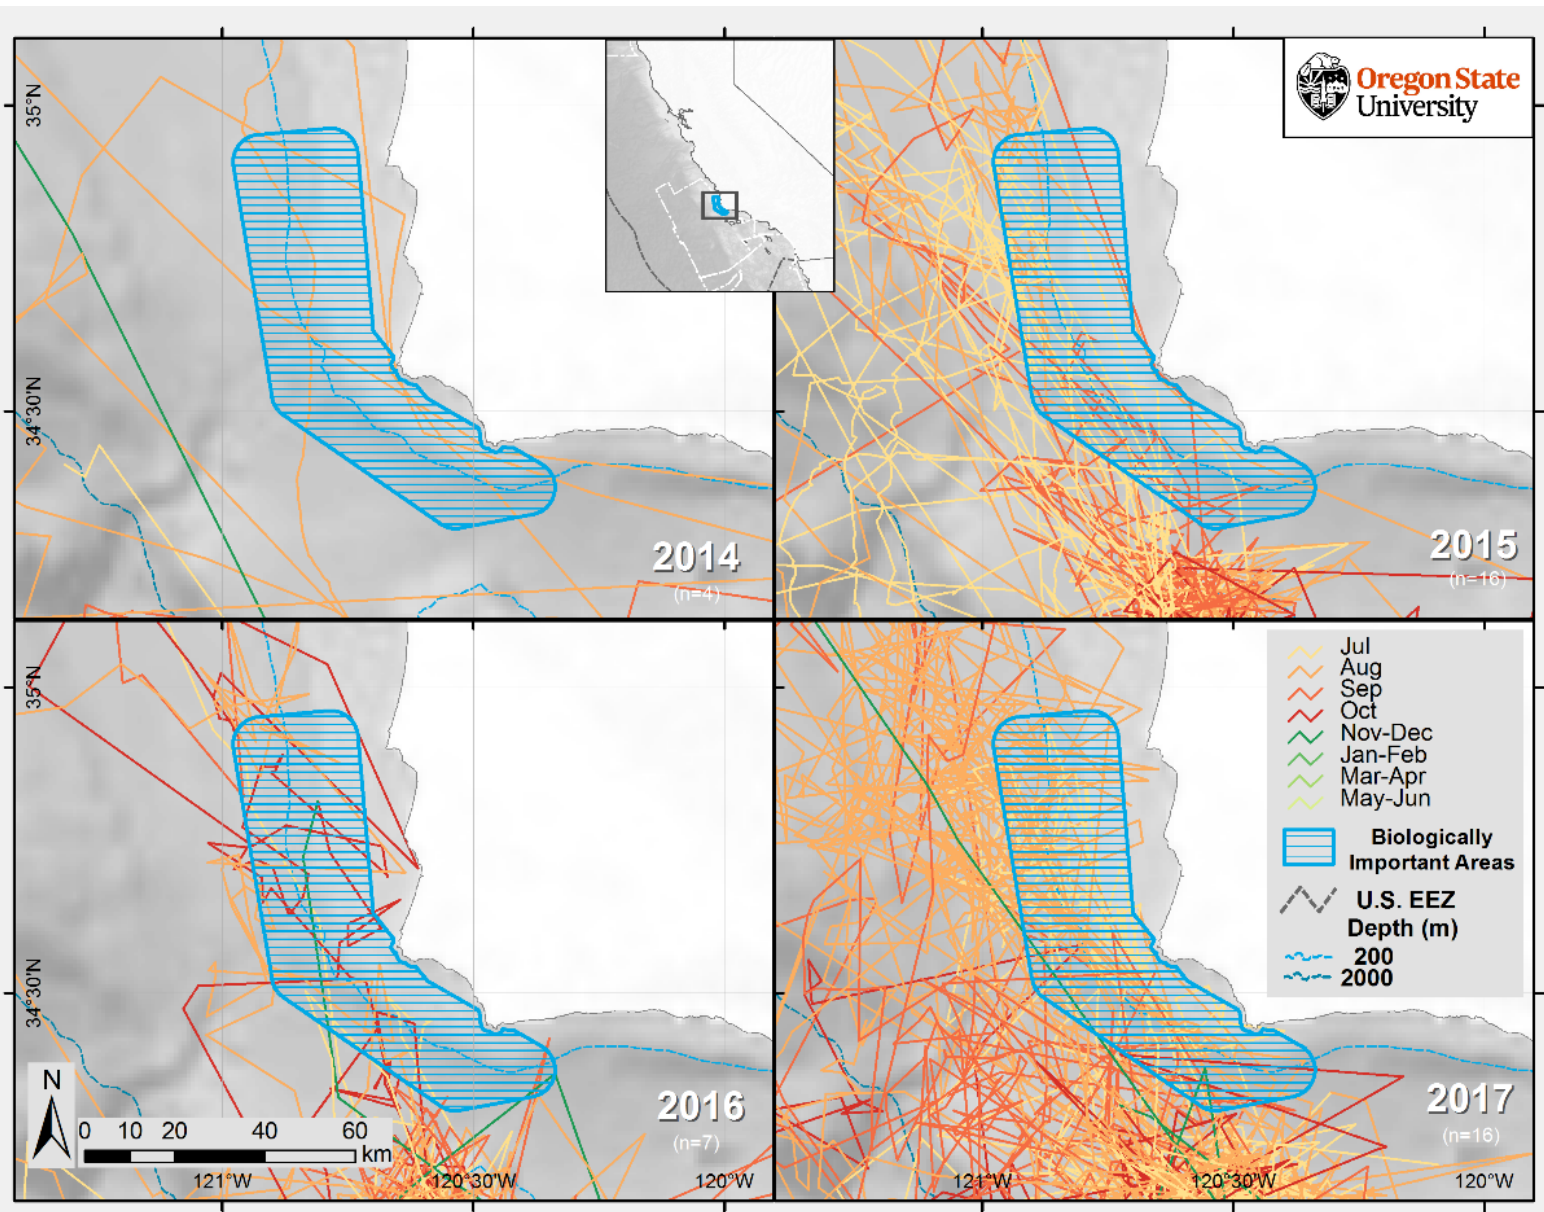 Oregon State
University
35°N
34°30'N
2014
(n=4)
2015
(n=16)
35°N
34°30'N
Jul
Aug
Sep
Oct
Nov-Dec
Jan-Feb
Mar-Apr
May-Jun
Biologically
Important Areas
U.S. EEZ
Depth (m)
200
2000
N
0 10 20 40 60
km
2016
(n=7)
2017
(n=16)
121°W 120°30'W 120°W 121°W 120°30'W 120°W